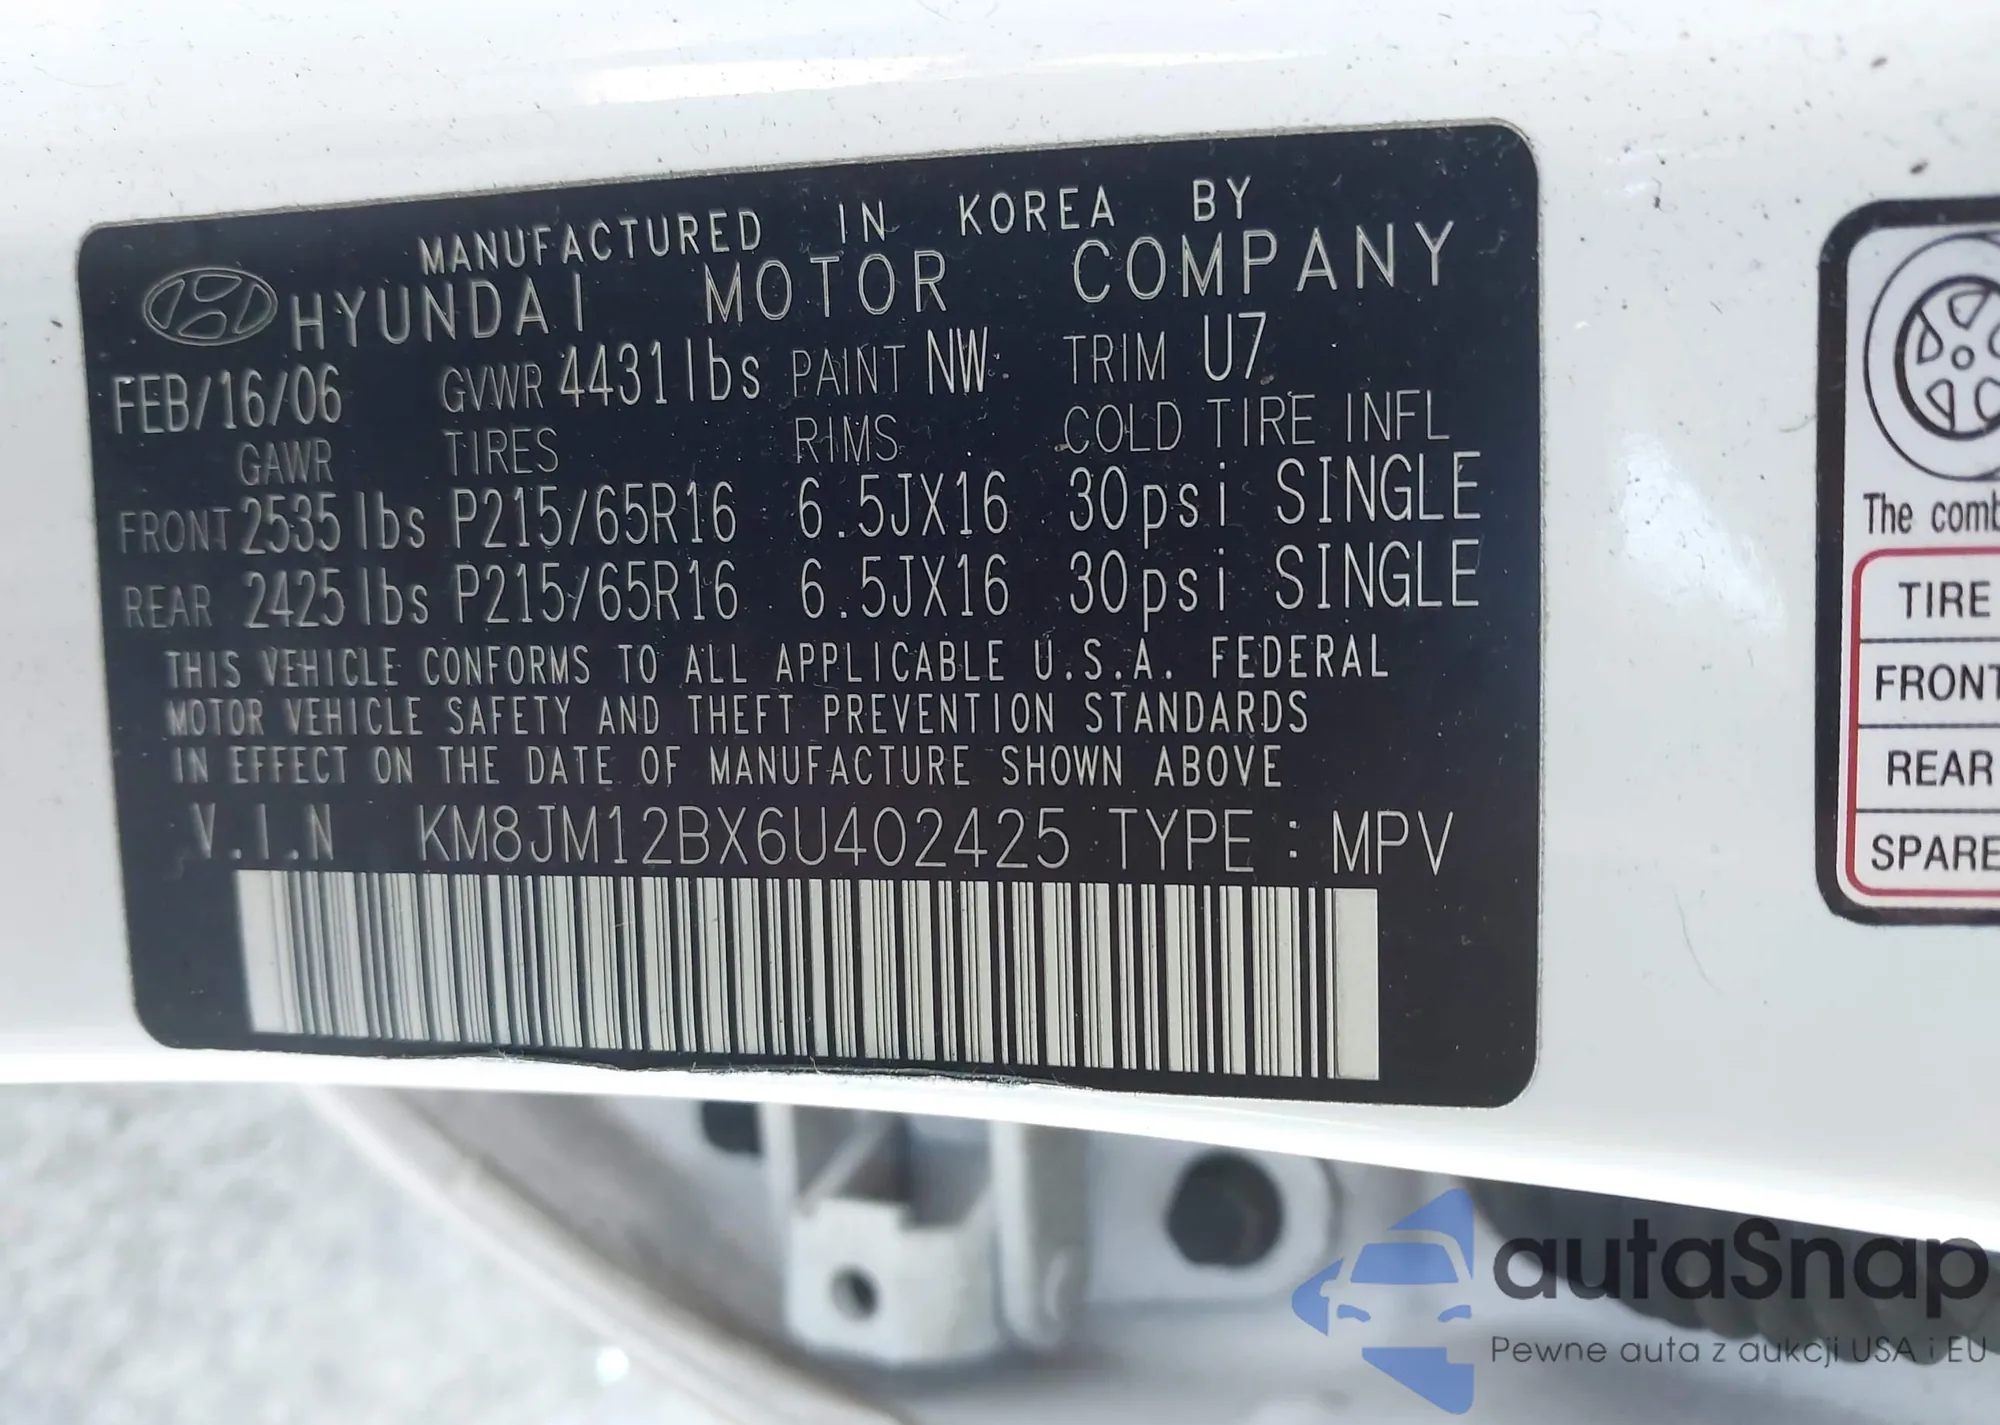 MANUFACTURED IN KOREA BY
HYUNDAI MOTOR COMPANY
FEB/16/06 GVWR 4431lbs PAINT NW TRIM U7
GAWR TIRES RIMS COLD TIRE INFL
FRONT 2535lbs P215/65R16 6.5JX16 30psi SINGLE
REAR 2425lbs P215/65R16 6.5JX16 30psi SINGLE
THIS VEHICLE CONFORMS TO ALL APPLICABLE U.S.A. FEDERAL
MOTOR VEHICLE SAFETY AND THEFT PREVENTION STANDARDS
IN EFFECT ON THE DATE OF MANUFACTURE SHOWN ABOVE
V.I.N KM8JM12BX6U402425 TYPE : MPV
The comb
TIRE
FRONT
REAR
SPARE
autaSnap
Pewne auta z aukcji USA i EU